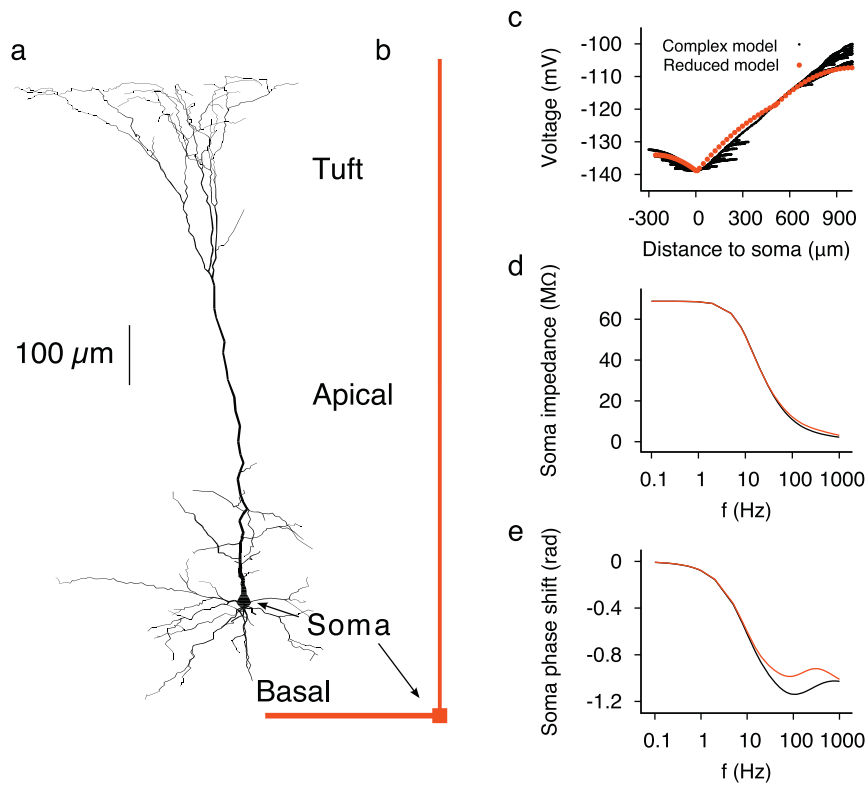 a
b
Tuft
100 µm
Apical
Soma
Basal
c
Complex model
Reduced model
Voltage (mV)
-100
-110
-120
-130
-140
-300 0 300 600 900
Distance to soma (µm)
d
Soma impedance (MΩ)
60
40
20
0
0.1 1 10 100 1000
f (Hz)
e
Soma phase shift (rad)
0
-0.4
-0.8
-1.2
0.1 1 10 100 1000
f (Hz)